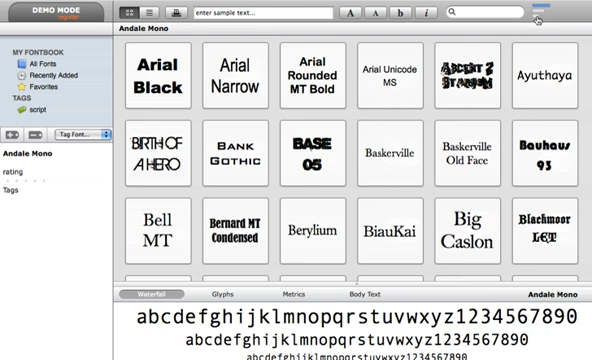 DEMO MODE
register
enter sample text...
A A b i
Andale Mono
MY FONTBOOK
All Fonts
Recently Added
Favorites
TAGS
script
Tag Font...
Andale Mono
rating
Tags
Arial Black
Arial Narrow
Arial Rounded MT Bold
Arial Unicode MS
Ayuthaya
BIRTH OF A HERO
BANK GOTHIC
BASE 05
Baskerville
Baskerville Old Face
Bauhaus 93
Bell MT
Bernard MT Condensed
Berylium
BiauKai
Big Caslon
Blackmoor LET
Waterfall Glyphs Metrics Body Text Andale Mono
abcdefghijklmnopqrstuvwxyz1234567890
abcdefghijklmnopqrstuvwxyz1234567890
abcdefghijklmnopqrstuvwxyz1234567890